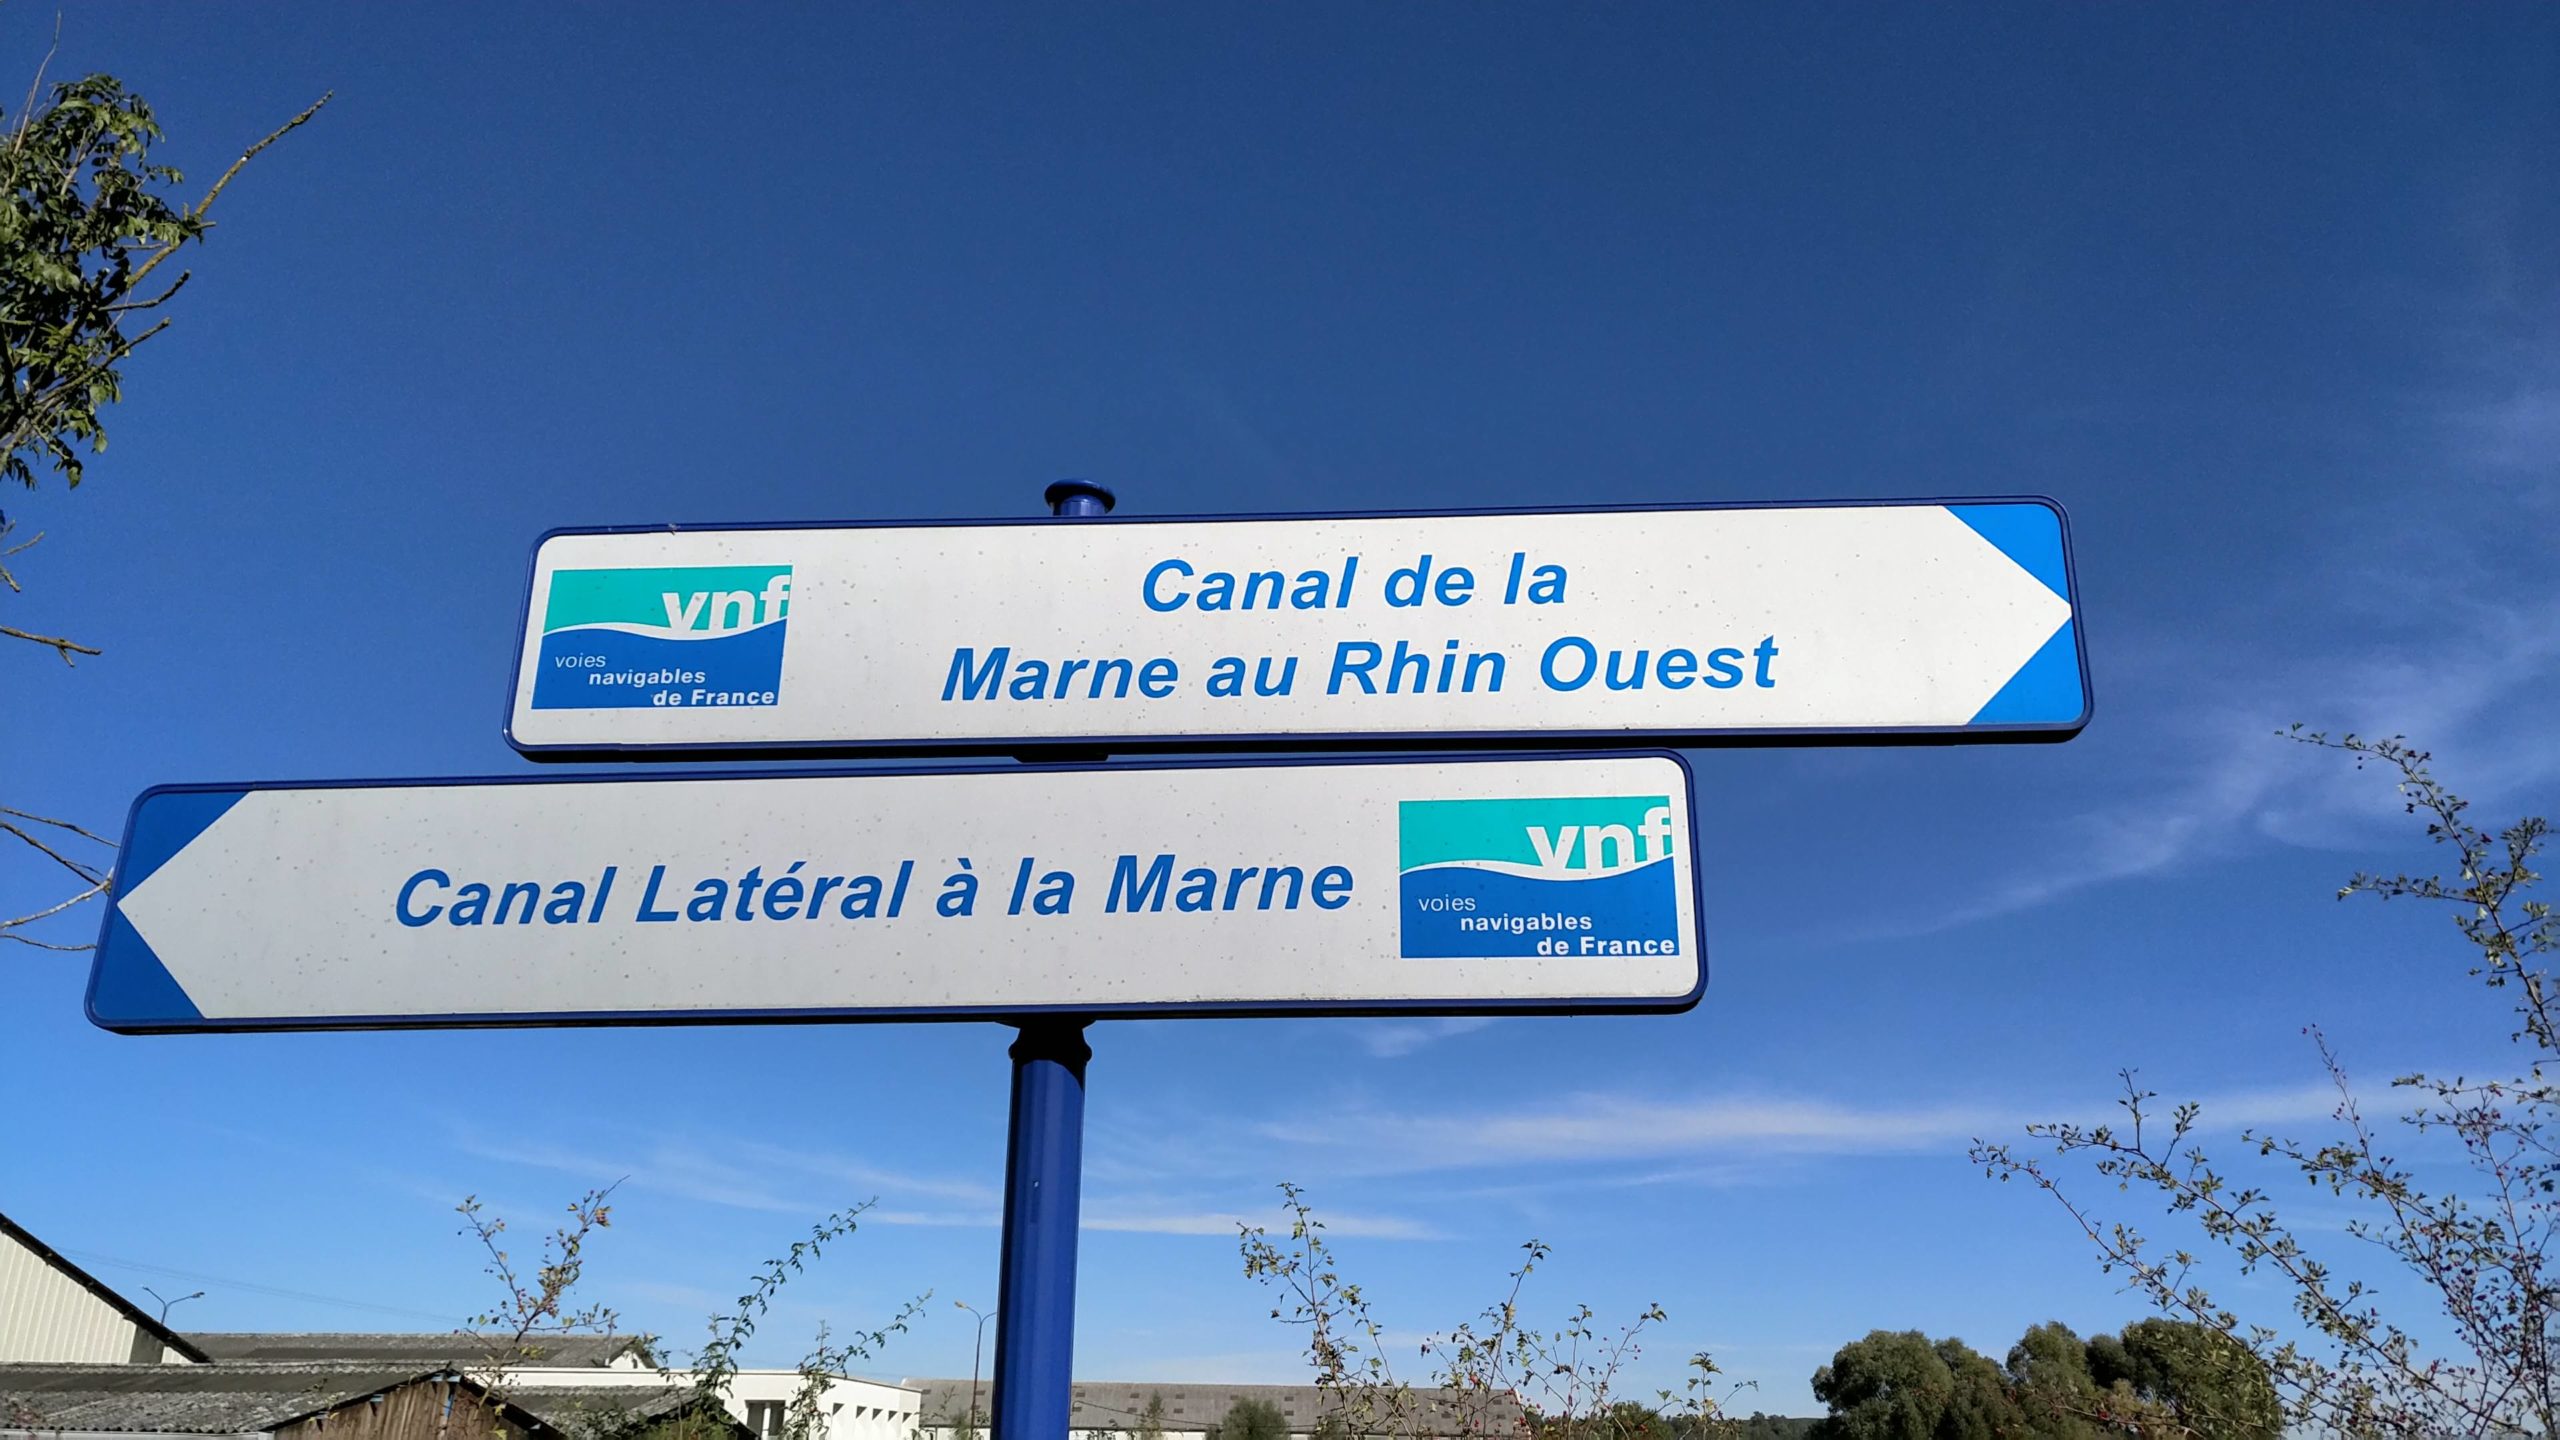 vnf
voies
navigables
de France
Canal de la
Marne au Rhin Ouest
Canal Latéral à la Marne
vnf
voies
navigables
de France